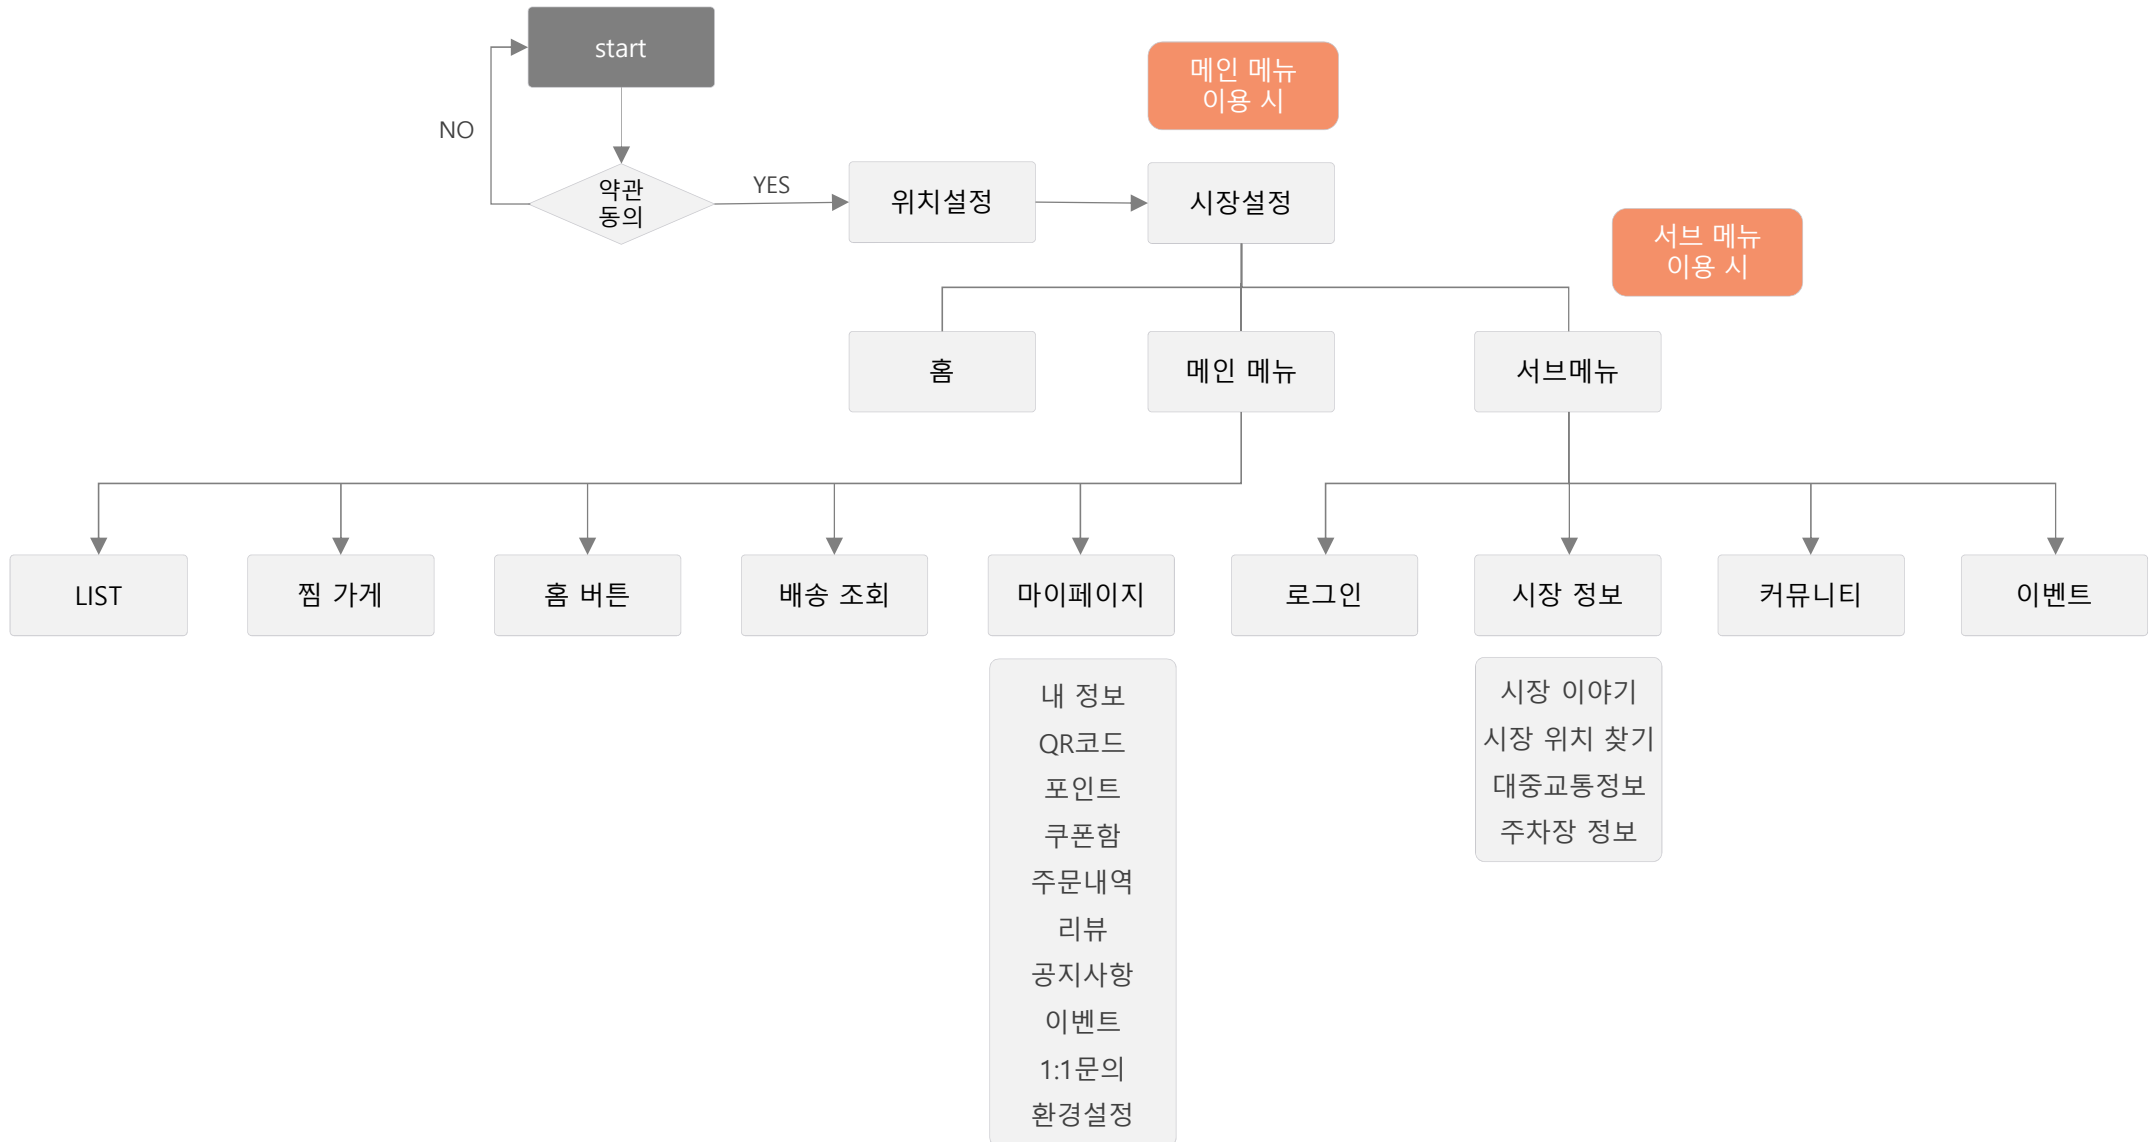 start
메인 메뉴
이용 시
NO
약관
동의
YES
위치설정
시장설정
서브 메뉴
이용 시
홈
메인 메뉴
서브메뉴
LIST
찜 가게
홈 버튼
배송 조회
마이페이지
로그인
시장 정보
커뮤니티
이벤트
내 정보
QR코드
포인트
쿠폰함
주문내역
리뷰
공지사항
이벤트
1:1문의
환경설정
시장 이야기
시장 위치 찾기
대중교통정보
주차장 정보